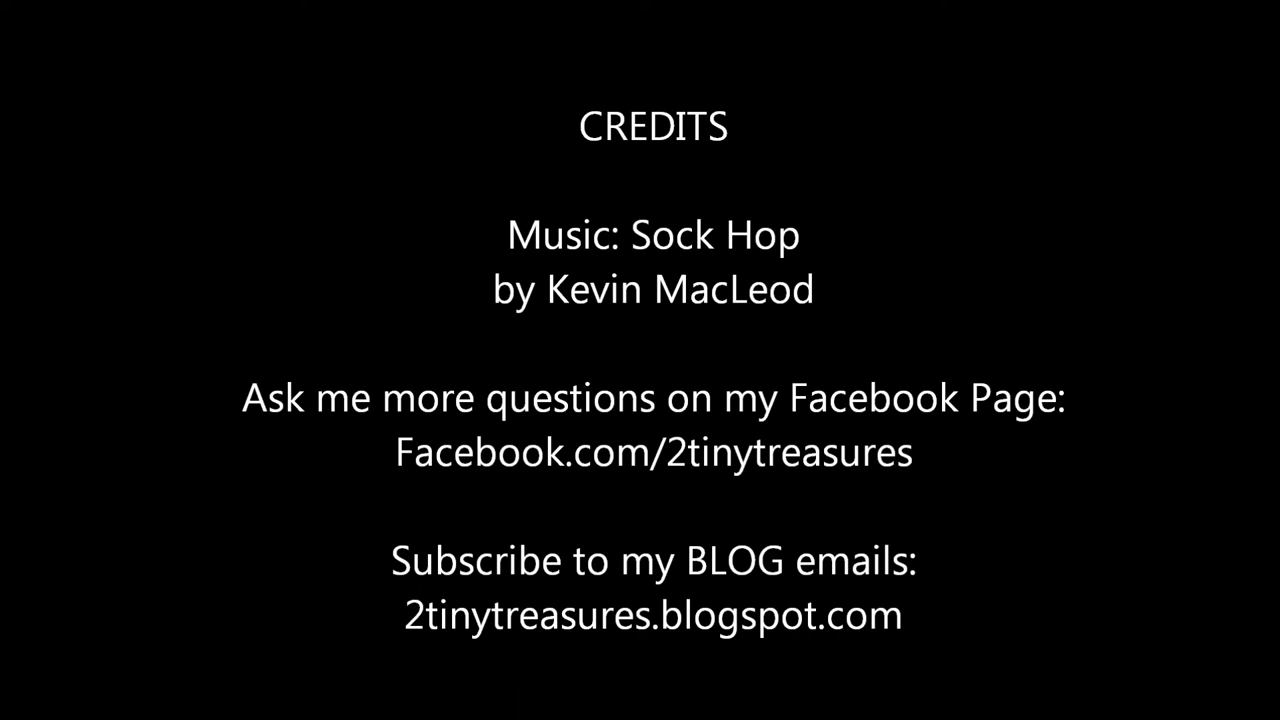 CREDITS
Music: Sock Hop
by Kevin MacLeod
Ask me more questions on my Facebook Page:
Facebook.com/2tinytreasures
Subscribe to my BLOG emails:
2tinytreasures.blogspot.com